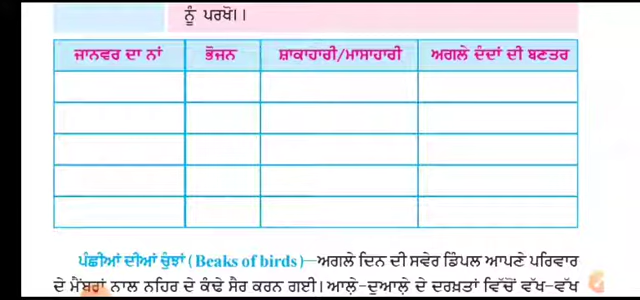 ਨੂੰ ਪਰਖੋ।।
ਜਾਨਵਰ ਦਾ ਨਾਂ ਭੋਜਨ ਸ਼ਾਕਾਹਾਰੀ/ਮਾਸਾਹਾਰੀ ਅਗਲੇ ਦੰਦਾਂ ਦੀ ਬਣਤਰ
ਪੰਛੀਆਂ ਦੀਆਂ ਚੁੰਝਾਂ (Beaks of birds)—ਅਗਲੇ ਦਿਨ ਦੀ ਸਵੇਰ ਡਿੰਪਲ ਆਪਣੇ ਪਰਿਵਾਰ
ਦੇ ਮੈਂਬਰਾਂ ਨਾਲ ਨਹਿਰ ਦੇ ਕੰਢੇ ਸੈਰ ਕਰਨ ਗਈ। ਆਲ਼ੇ-ਦੁਆਲ਼ੇ ਦੇ ਦਰਖ਼ਤਾਂ ਵਿੱਚੋਂ ਵੱਖ-ਵੱਖ